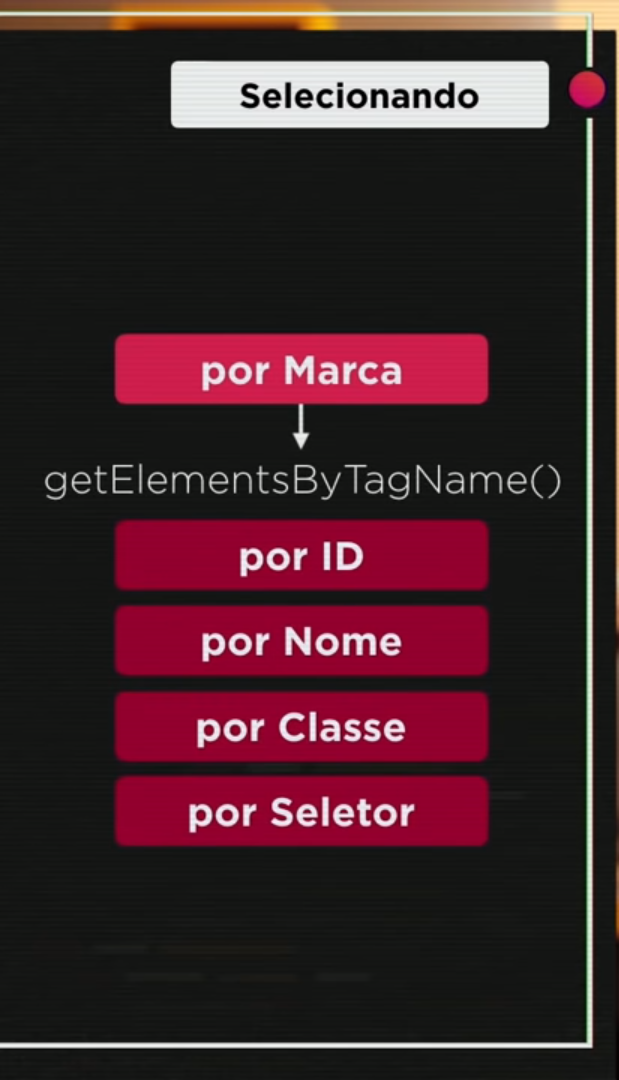 Selecionando
por Marca
getElementsByTagName()
por ID
por Nome
por Classe
por Seletor